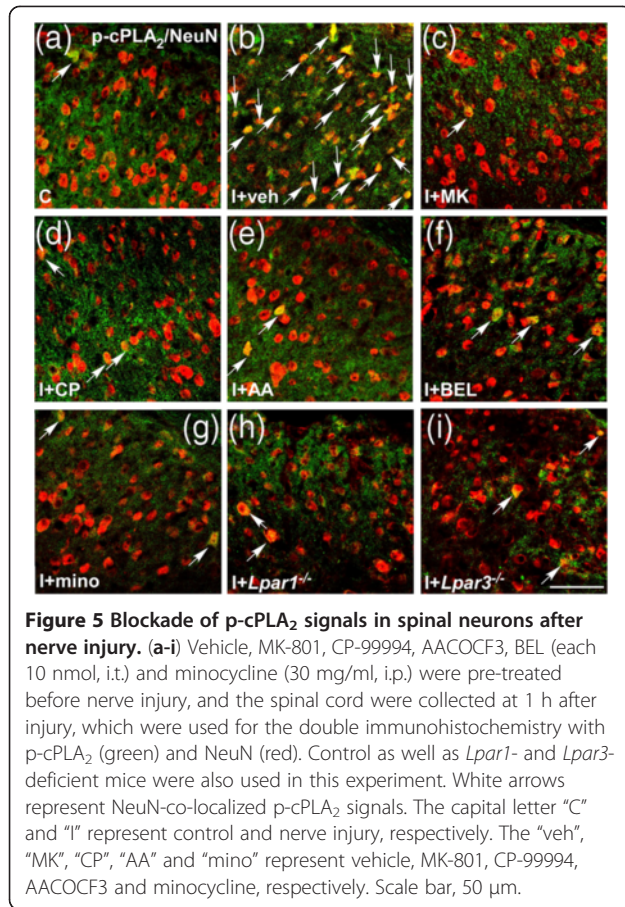 (a) p-cPLA₂/NeuN (b) (c)
C I+veh I+MK
(d) (e) (f)
I+CP I+AA I+BEL
(g) (h) (i)
I+mino I+Lpar1-/- I+Lpar3-/-
Figure 5 Blockade of p-cPLA₂ signals in spinal neurons after
nerve injury. (a-i) Vehicle, MK-801, CP-99994, AACOCF3, BEL (each
10 nmol, i.t.) and minocycline (30 mg/ml, i.p.) were pre-treated
before nerve injury, and the spinal cord were collected at 1 h after
injury, which were used for the double immunohistochemistry with
p-cPLA₂ (green) and NeuN (red). Control as well as Lpar1- and Lpar3-
deficient mice were also used in this experiment. White arrows
represent NeuN-co-localized p-cPLA₂ signals. The capital letter “C”
and “I” represent control and nerve injury, respectively. The “veh”,
“MK”, “CP”, “AA” and “mino” represent vehicle, MK-801, CP-99994,
AACOCF3 and minocycline, respectively. Scale bar, 50 μm.